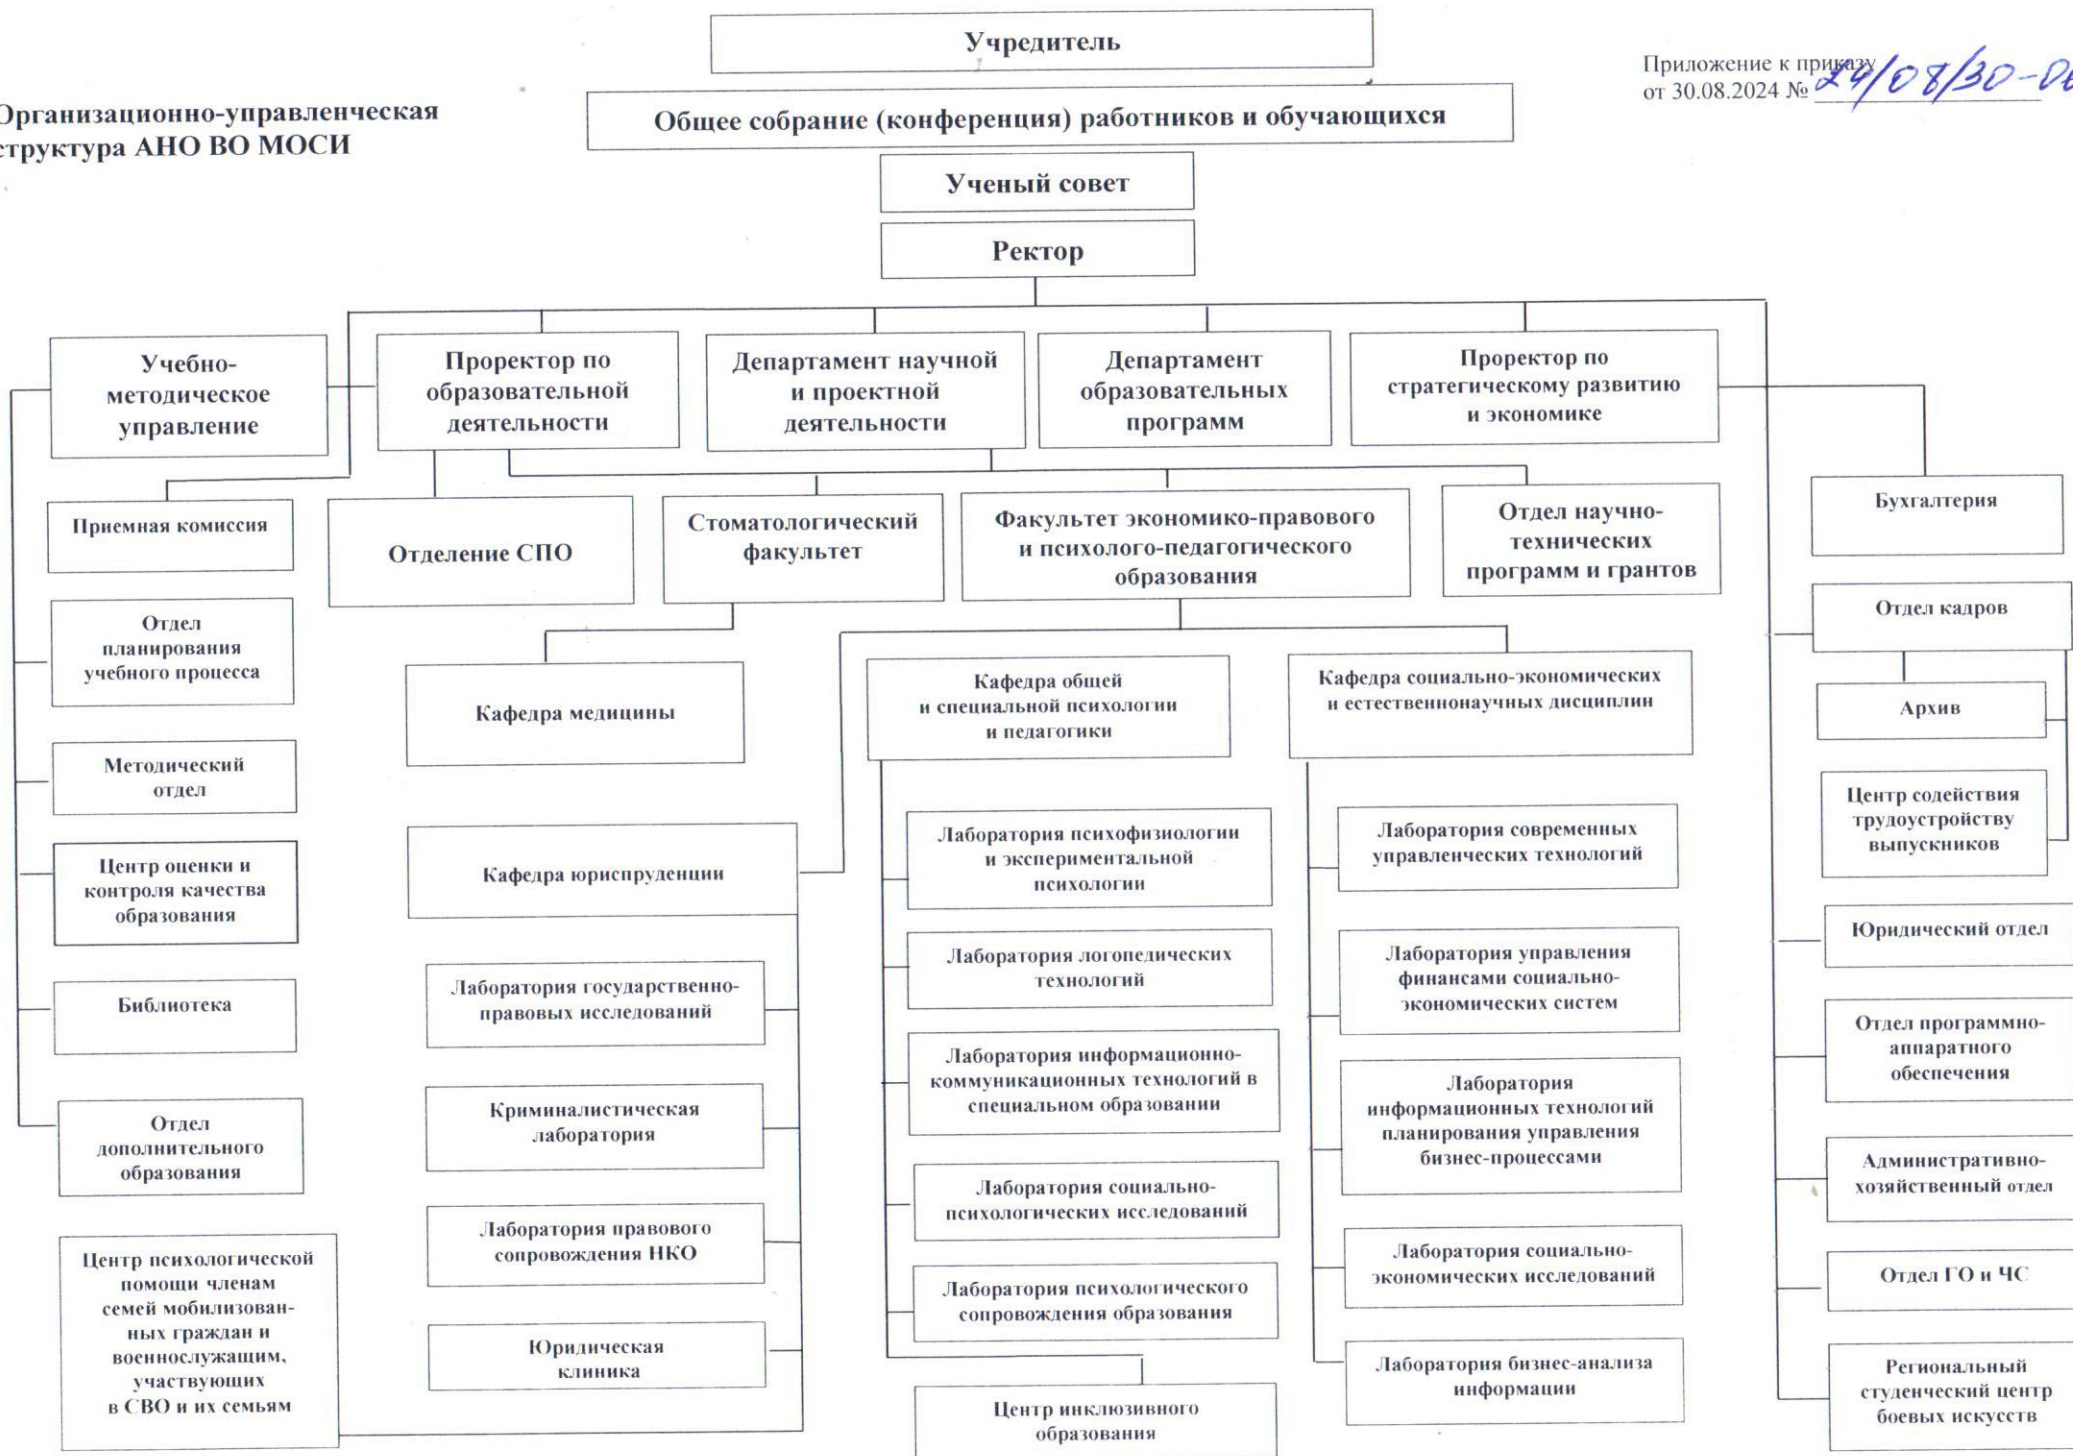 Учредитель
Приложение к приказу
от 30.08.2024 №
Организационно-управленческая
структура АНО ВО МОСИ
Общее собрание (конференция) работников и обучающихся
Ученый совет
Ректор
Учебно-
методическое
управление
Проректор по
образовательной
деятельности
Департамент научной
и проектной
деятельности
Департамент
образовательных
программ
Проректор по
стратегическому развитию
и экономике
Приемная комиссия
Отделение СПО
Стоматологический
факультет
Факультет экономико-правового
и психолого-педагогического
образования
Отдел научно-
технических
программ и грантов
Бухгалтерия
Отдел
планирования
учебного процесса
Методический
отдел
Центр оценки и
контроля качества
образования
Библиотека
Отдел
дополнительного
образования
Центр психологической
помощи членам
семей мобилизован-
ных граждан и
военнослужащим,
участвующих
в СВО и их семьям
Кафедра медицины
Кафедра юриспруденции
Лаборатория государственно-
правовых исследований
Криминалистическая
лаборатория
Лаборатория правового
сопровождения НКО
Юридическая
клиника
Кафедра общей
и специальной психологии
и педагогики
Лаборатория психофизиологии
и экспериментальной
психологии
Лаборатория логопедических
технологий
Лаборатория информационно-
коммуникационных технологий в
специальном образовании
Лаборатория социально-
психологических исследований
Лаборатория психологического
сопровождения образования
Центр инклюзивного
образования
Кафедра социально-экономических
и естественнонаучных дисциплин
Лаборатория современных
управленческих технологий
Лаборатория управления
финансами социально-
экономических систем
Лаборатория
информационных технологий
планирования управления
бизнес-процессами
Лаборатория социально-
экономических исследований
Лаборатория бизнес-анализа
информации
Отдел кадров
Архив
Центр содействия
трудоустройству
выпускников
Юридический отдел
Отдел программно-
аппаратного
обеспечения
Административно-
хозяйственный отдел
Отдел ГО и ЧС
Региональный
студенческий центр
боевых искусств